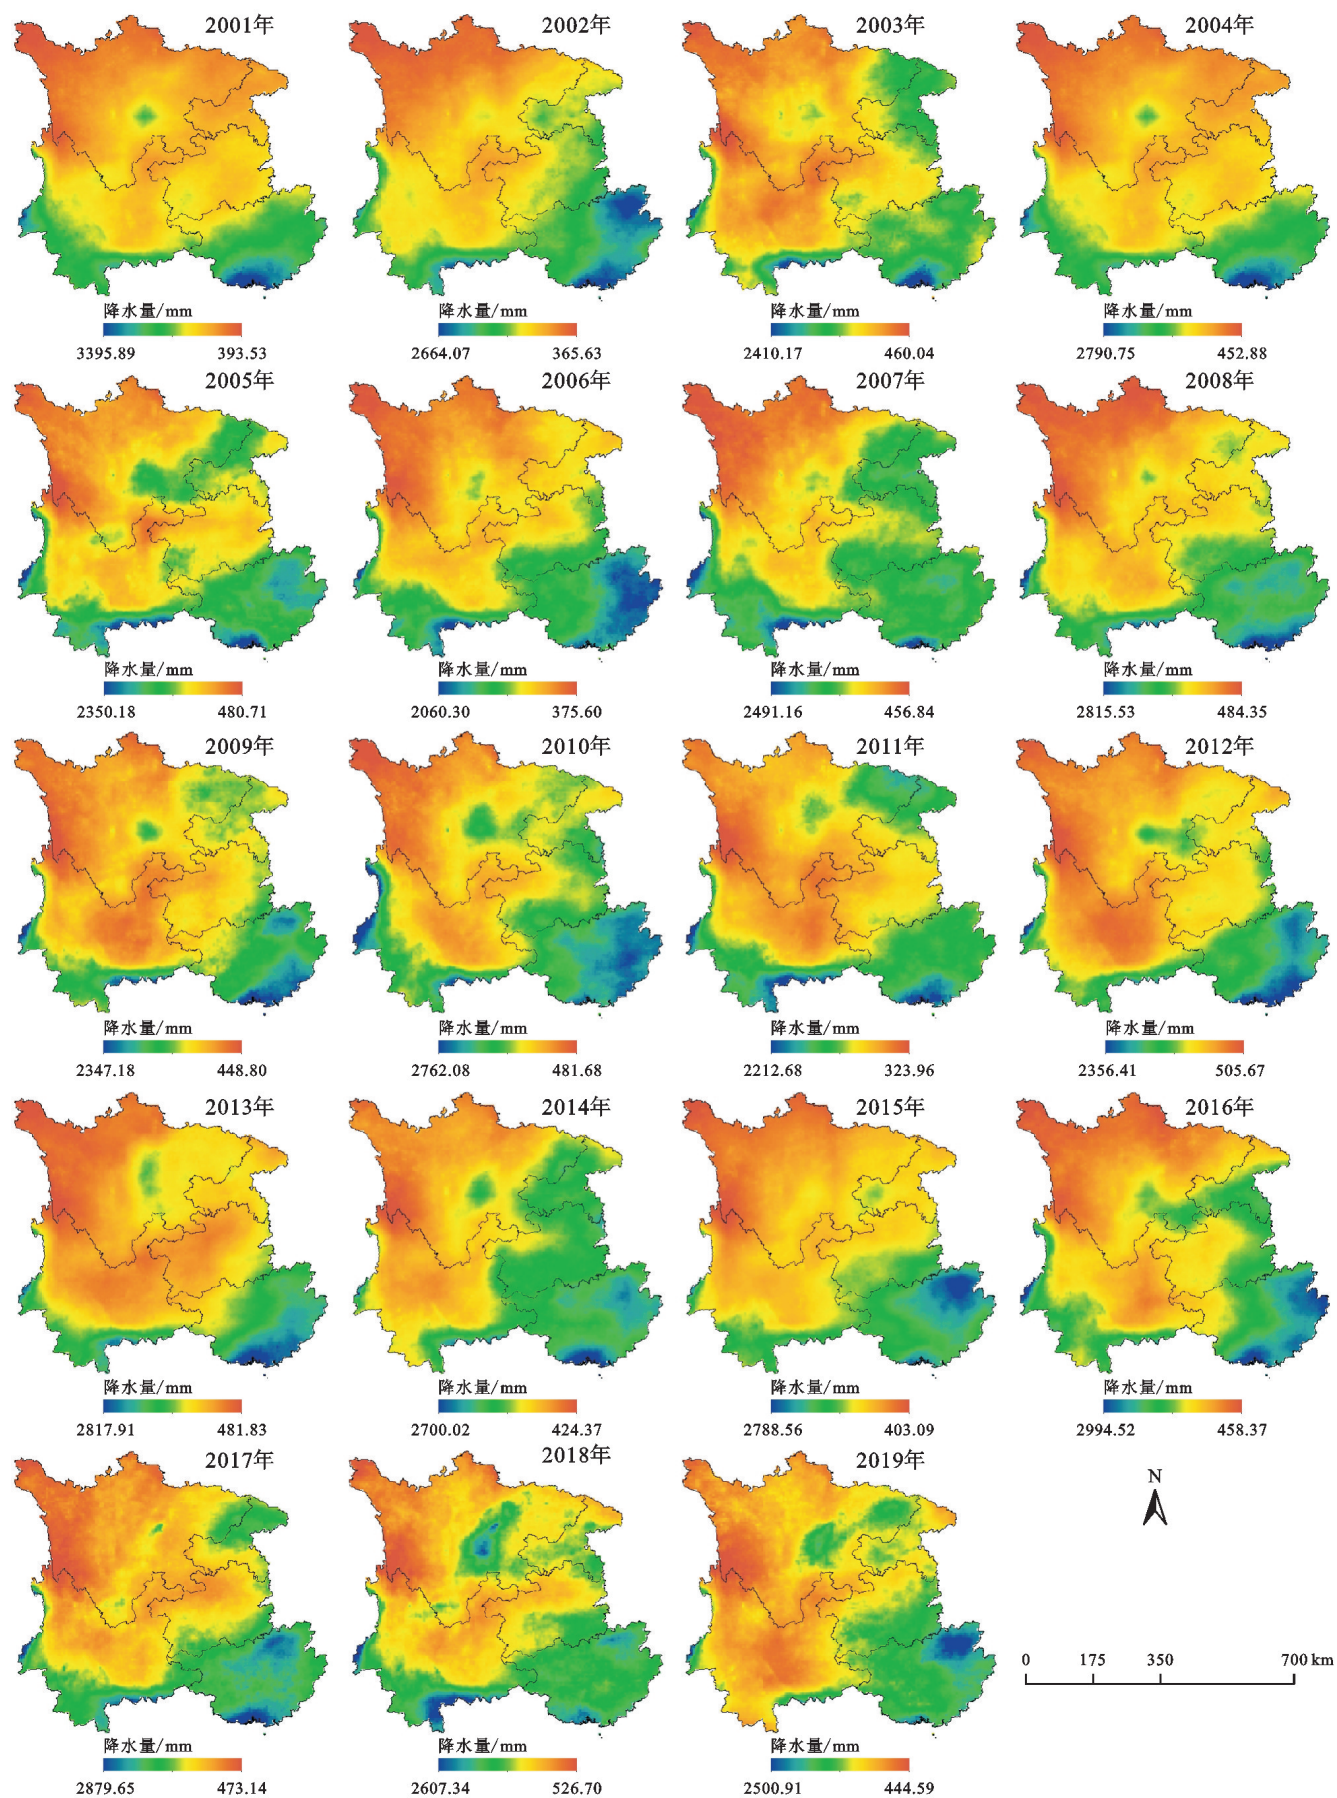 2001年
2002年
2003年
2004年
降水量/mm
降水量/mm
降水量/mm
降水量/mm
3395.89 393.53
2664.07 365.63
2410.17 460.04
2790.75 452.88
2005年
2006年
2007年
2008年
降水量/mm
降水量/mm
降水量/mm
降水量/mm
2350.18 480.71
2060.30 375.60
2491.16 456.84
2815.53 484.35
2009年
2010年
2011年
2012年
降水量/mm
降水量/mm
降水量/mm
降水量/mm
2347.18 448.80
2762.08 481.68
2212.68 323.96
2356.41 505.67
2013年
2014年
2015年
2016年
降水量/mm
降水量/mm
降水量/mm
降水量/mm
2817.91 481.83
2700.02 424.37
2788.56 403.09
2994.52 458.37
2017年
2018年
2019年
N
0 175 350 700 km
降水量/mm
降水量/mm
降水量/mm
2879.65 473.14
2607.34 526.70
2500.91 444.59